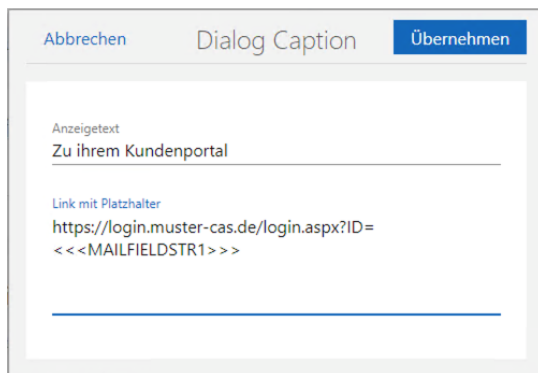 Abbrechen Dialog Caption Übernehmen
Anzeigetext
Zu ihrem Kundenportal
Link mit Platzhalter
https://login.muster-cas.de/login.aspx?ID=
<<<MAILFIELDSTR1>>>